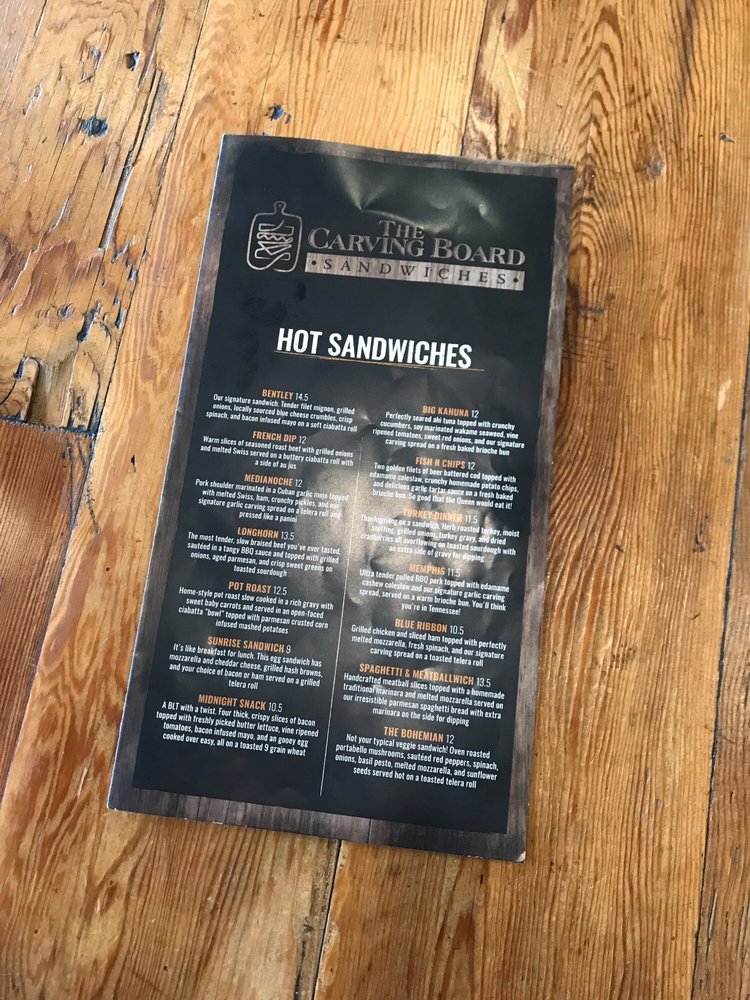 THE
CARVING BOARD
• SANDWICHES •
HOT SANDWICHES
BENTLEY 14.5
Our signature sandwich. Tender filet mignon, grilled
onions, locally sourced blue cheese crumbles, crisp
spinach, and bacon infused mayo on a soft ciabatta roll
FRENCH DIP 12
Warm slices of seasoned roast beef with grilled onions
and melted Swiss served on a buttery ciabatta roll with
a side of au jus
MEDIANOCHE 12
Pork shoulder marinated in a Cuban garlic mojo topped
with melted Swiss, ham, crunchy pickles, and our
signature garlic carving spread on a telera roll and
pressed like a panini
LONGHORN 13.5
The most tender, slow braised beef you've ever tasted,
sautéed in a tangy BBQ sauce and topped with grilled
onions, aged parmesan, and crisp sweet greens on
toasted sourdough
POT ROAST 12.5
Home-style pot roast slow cooked in a rich gravy with
sweet baby carrots and served in an open-faced
ciabatta "bowl" topped with parmesan crusted corn
infused mashed potatoes
SUNRISE SANDWICH 9
It's like breakfast for lunch. This egg sandwich has
mozzarella and cheddar cheese, grilled hash browns,
and your choice of bacon or ham served on a grilled
telera roll
MIDNIGHT SNACK 10.5
A BLT with a twist. Four thick, crispy slices of bacon
topped with freshly picked butter lettuce, vine ripened
tomatoes, bacon infused mayo, and an gooey egg
cooked over easy, all on a toasted 9 grain wheat
BIG KAHUNA 12
Perfectly seared ahi tuna topped with crunchy
cucumbers, soy marinated wakame seaweed, vine
ripened tomatoes, sweet red onions, and our signature
carving spread on a fresh baked brioche bun
FISH N CHIPS 12
Two golden filets of beer battered cod topped with
edamame coleslaw, crunchy homemade potato chips,
and delicious garlic tartar sauce on a fresh baked
brioche bun. So good that the Queen would eat it!
TURKEY DINNER 11.5
Thanksgiving on a sandwich. Herb roasted turkey, moist
stuffing, grilled onions, turkey gravy, and dried
cranberries all overflowing on toasted sourdough with
an extra side of gravy for dipping
MEMPHIS 11.5
Ultra tender pulled BBQ pork topped with edamame
cashew coleslaw and our signature garlic carving
spread, served on a warm brioche bun. You'll think
you're in Tennessee!
BLUE RIBBON 10.5
Grilled chicken and sliced ham topped with perfectly
melted mozzarella, fresh spinach, and our signature
carving spread on a toasted telera roll
SPAGHETTI & MEATBALLWICH 13.5
Handcrafted meatball slices topped with a homemade
traditional marinara and melted mozzarella served on
our irresistible parmesan spaghetti bread with extra
marinara on the side for dipping
THE BOHEMIAN 12
Not your typical veggie sandwich! Oven roasted
portabello mushrooms, sautéed red peppers, spinach,
onions, basil pesto, melted mozzarella, and sunflower
seeds served hot on a toasted telera roll